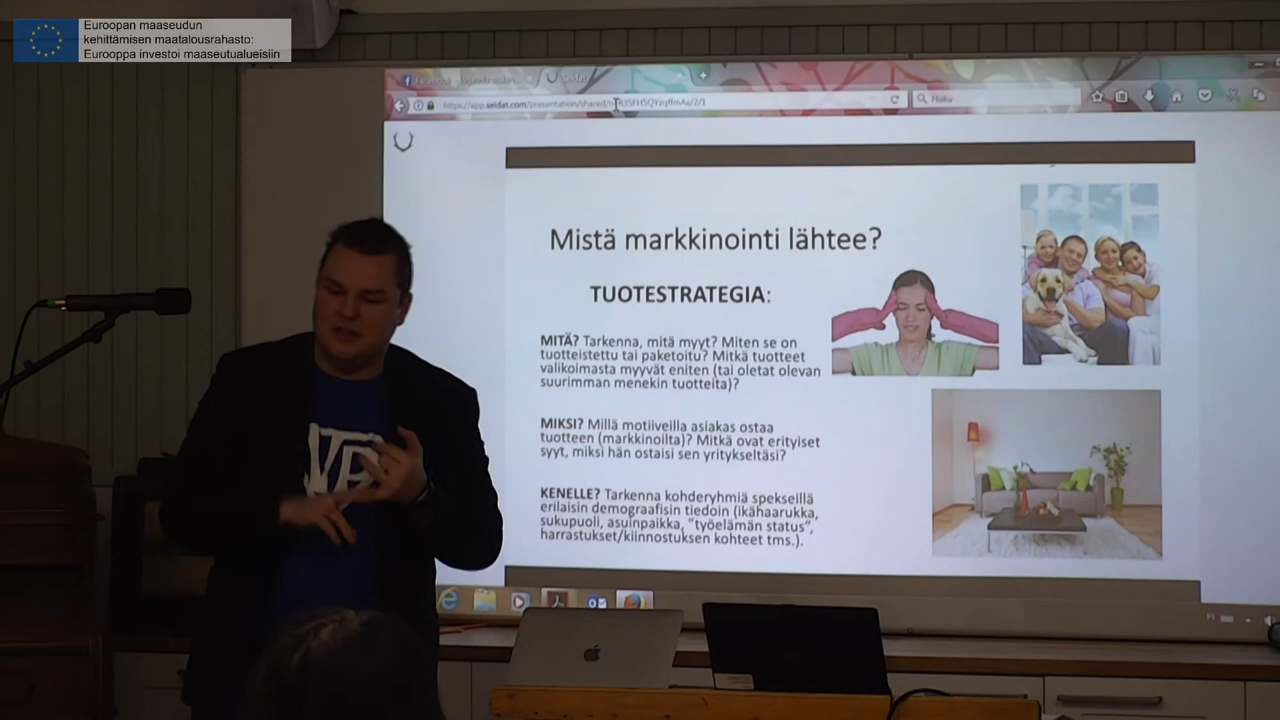 Euroopan maaseudun
kehittämisen maatalousrahasto:
Eurooppa investoi maaseutualueisiin
Seidat
Haku
Mistä markkinointi lähtee?
TUOTESTRATEGIA:
MITÄ? Tarkenna, mitä myyt? Miten se on
tuotteistettu tai paketoitu? Mitkä tuotteet
valikoimasta myyvät eniten (tai oletat olevan
suurimman menekin tuotteita)?
MIKSI? Millä motiiveilla asiakas ostaa
tuotteen (markkinoilta)? Mitkä ovat erityiset
syyt, miksi hän ostaisi sen yritykseltäsi?
KENELLE? Tarkenna kohderyhmiä spekseillä
erilaisin demografisin tiedoin (ikähaarukka,
sukupuoli, asuinpaikka, "työelämän status",
harrastukset/kiinnostuksen kohteet tms.).